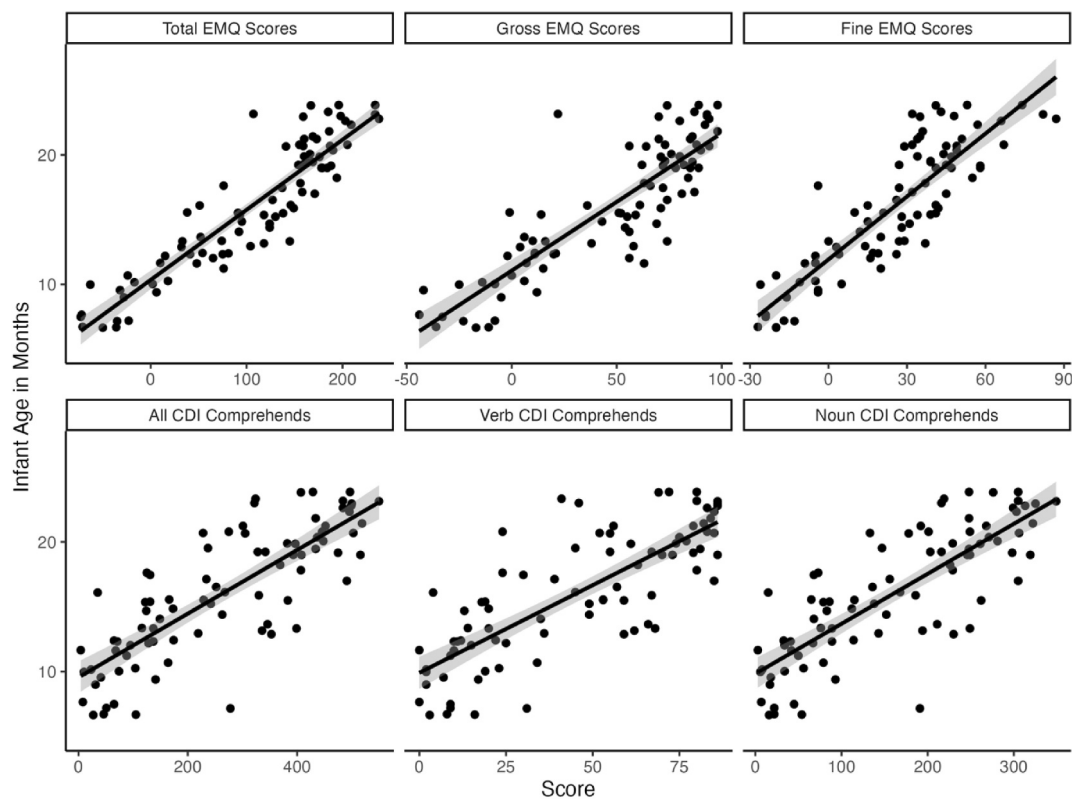 Total EMQ Scores
Gross EMQ Scores
Fine EMQ Scores
20
10
0 100 200
-50 0 50 100
-30 0 30 60 90
Infant Age in Months
All CDI Comprehends
Verb CDI Comprehends
Noun CDI Comprehends
20
10
0 200 400
0 25 50 75
0 100 200 300
Score